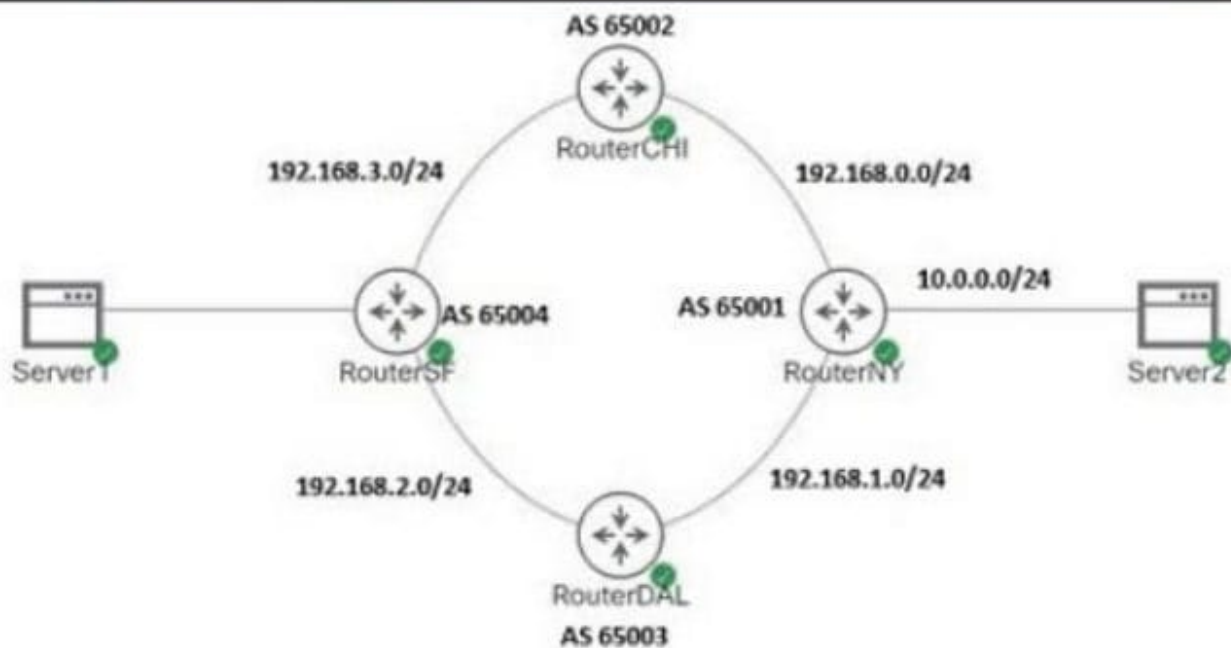 AS 65002
RouterCHI
192.168.3.0/24
192.168.0.0/24
10.0.0.0/24
AS 65004
AS 65001
Server1
RouterSF
RouterNY
Server2
192.168.2.0/24
192.168.1.0/24
RouterDAL
AS 65003